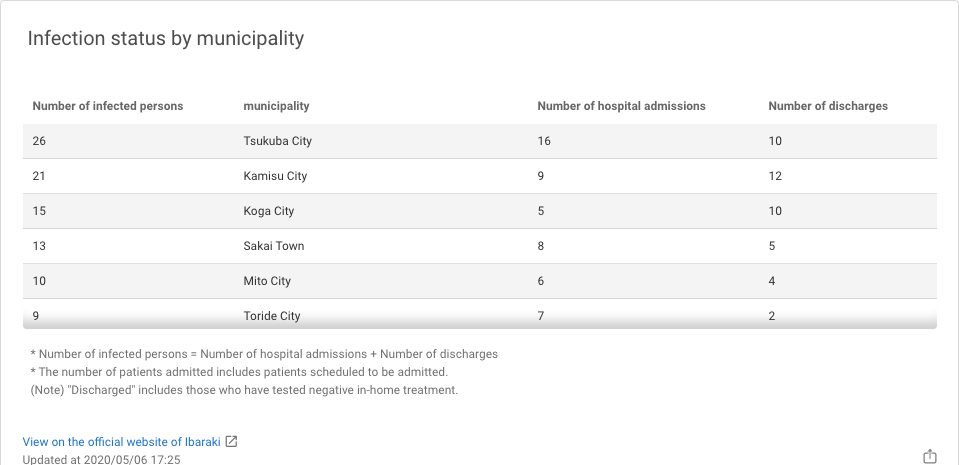 Infection status by municipality
Number of infected persons municipality Number of hospital admissions Number of discharges
26 Tsukuba City 16 10
21 Kamisu City 9 12
15 Koga City 5 10
13 Sakai Town 8 5
10 Mito City 6 4
9 Toride City 7 2
* Number of infected persons = Number of hospital admissions + Number of discharges
* The number of patients admitted includes patients scheduled to be admitted.
(Note) "Discharged" includes those who have tested negative in-home treatment.
View on the official website of Ibaraki
Updated at 2020/05/06 17:25